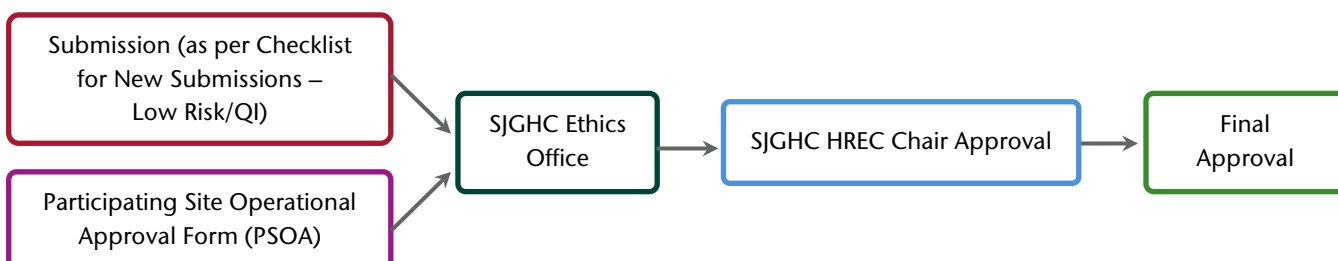 Submission (as per Checklist
for New Submissions –
Low Risk/QI)
Participating Site Operational
Approval Form (PSOA)
SJGHC Ethics
Office
SJGHC HREC Chair Approval
Final
Approval